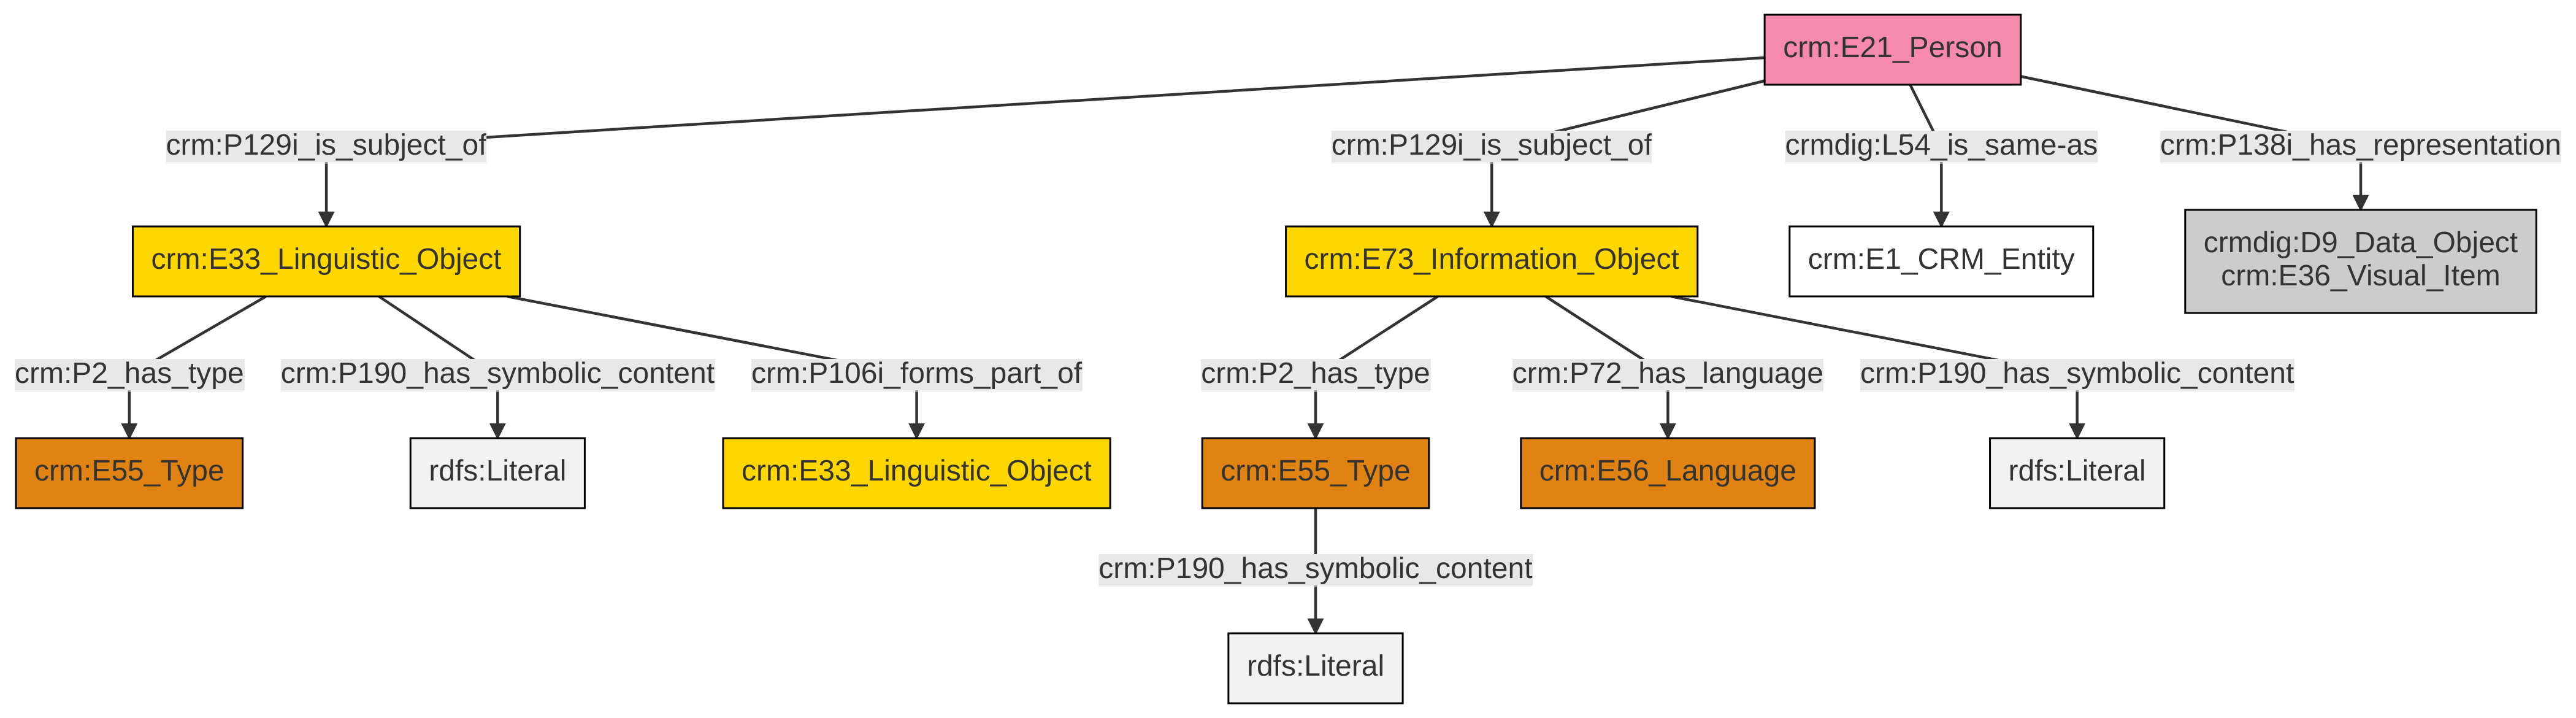 crm:E21_Person
crm:P129i_is_subject_of
crm:P129i_is_subject_of
crmdig:L54_is_same-as
crm:P138i_has_representation
crm:E33_Linguistic_Object
crm:E73_Information_Object
crm:E1_CRM_Entity
crmdig:D9_Data_Object
crm:E36_Visual_Item
crm:P2_has_type
crm:P190_has_symbolic_content
crm:P106i_forms_part_of
crm:P2_has_type
crm:P72_has_language
crm:P190_has_symbolic_content
crm:E55_Type
rdfs:Literal
crm:E33_Linguistic_Object
crm:E55_Type
crm:E56_Language
rdfs:Literal
crm:P190_has_symbolic_content
rdfs:Literal